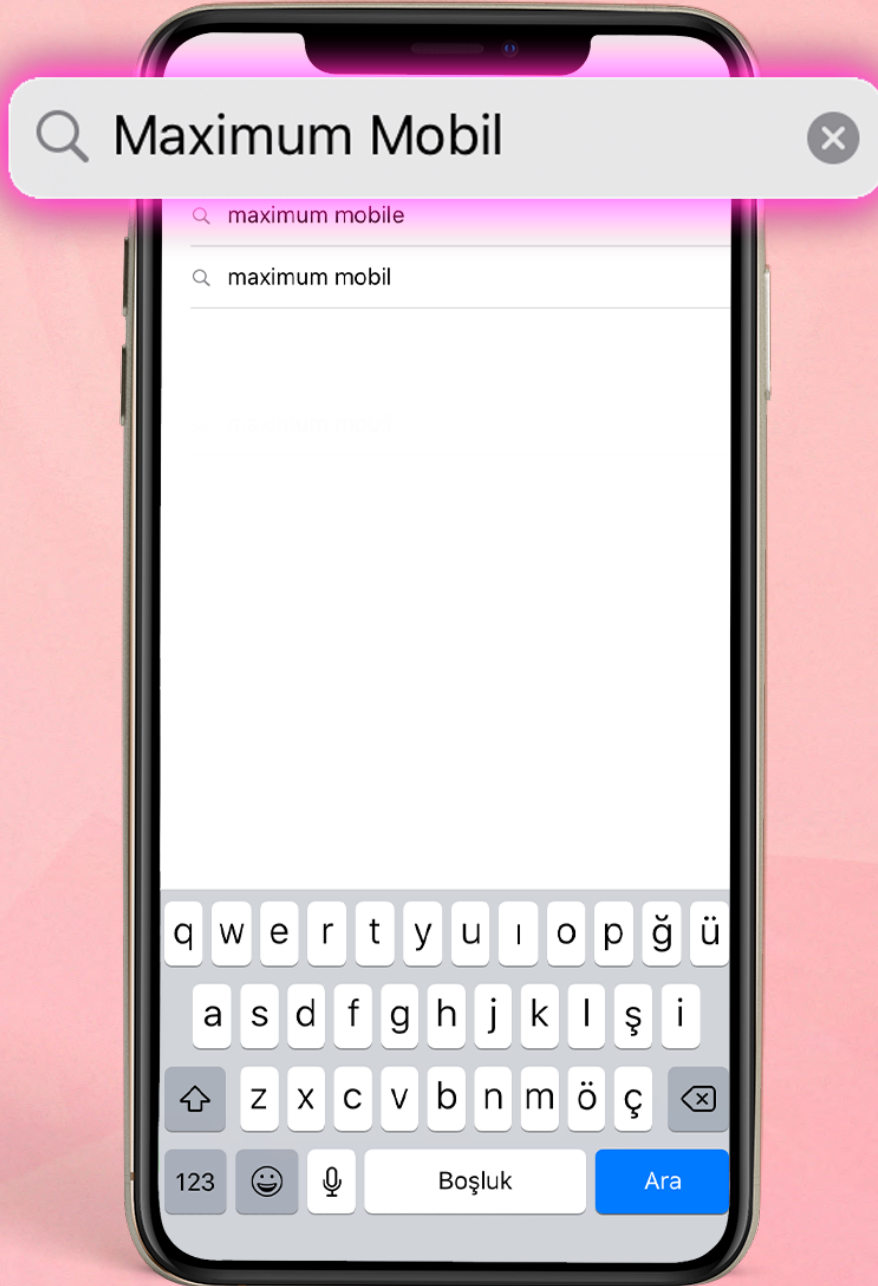 Maximum Mobil
maximum mobile
maximum mobil
q w e r t y u ı o p ğ ü
a s d f g h j k l ş i
z x c v b n m ö ç
123 Boşluk Ara